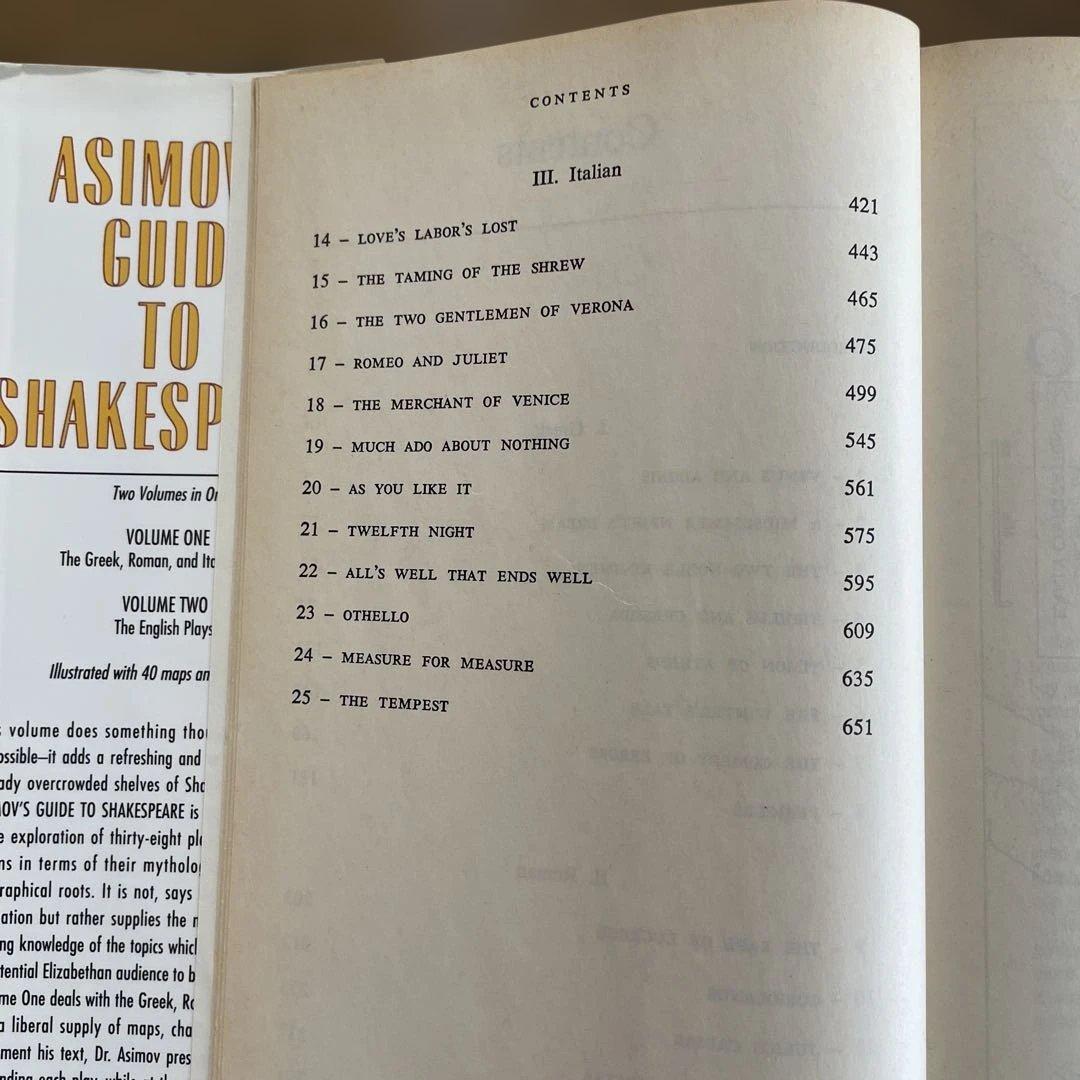 ASIMOV
GUID
TO
SHAKESP
Two Volumes in Or
VOLUME ONE
The Greek, Roman, and Ita
VOLUME TWO
The English Plays
Illustrated with 40 maps an
volume does something thou
ossible—it adds a refreshing and
ady overcrowded shelves of Sha
MOV'S GUIDE TO SHAKESPEARE is
e exploration of thirty-eight pla
ns in terms of their mytholog
raphical roots. It is not, says
ation but rather supplies the n
ng knowledge of the topics which
tential Elizabethan audience to b
me One deals with the Greek, Ro
a liberal supply of maps, cha
ment his text, Dr. Asimov pres
CONTENTS
III. Italian
14 – LOVE'S LABOR'S LOST 421
15 – THE TAMING OF THE SHREW 443
16 – THE TWO GENTLEMEN OF VERONA 465
17 – ROMEO AND JULIET 475
18 – THE MERCHANT OF VENICE 499
19 – MUCH ADO ABOUT NOTHING 545
20 – AS YOU LIKE IT 561
21 – TWELFTH NIGHT 575
22 – ALL'S WELL THAT ENDS WELL 595
23 – OTHELLO 609
24 – MEASURE FOR MEASURE 635
25 – THE TEMPEST 651